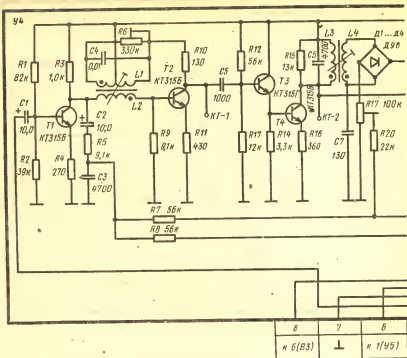 У4
R1
82к
R3
1,0к
C4
0,01
R6
330к
L1
L2
R10
130
T2
КТ315Б
R12
56к
C5
1000
КТ-1
T3
КТ315Г
R15
13к
C6
4700
L3
L4
Д1...Д4
Д9В
C1
10,0
T1
КТ315Б
C2
10,0
R5
9,1к
R2
39к
R4
270
C3
4700
R9
8,1к
R11
430
R17
12к
R14
3,3к
T4
R16
360
КТ-2
C7
130
R17 100к
R20
22к
R7 56к
R8 56к
8
7
6
к 6(В3)
⊥
к 1(У5)